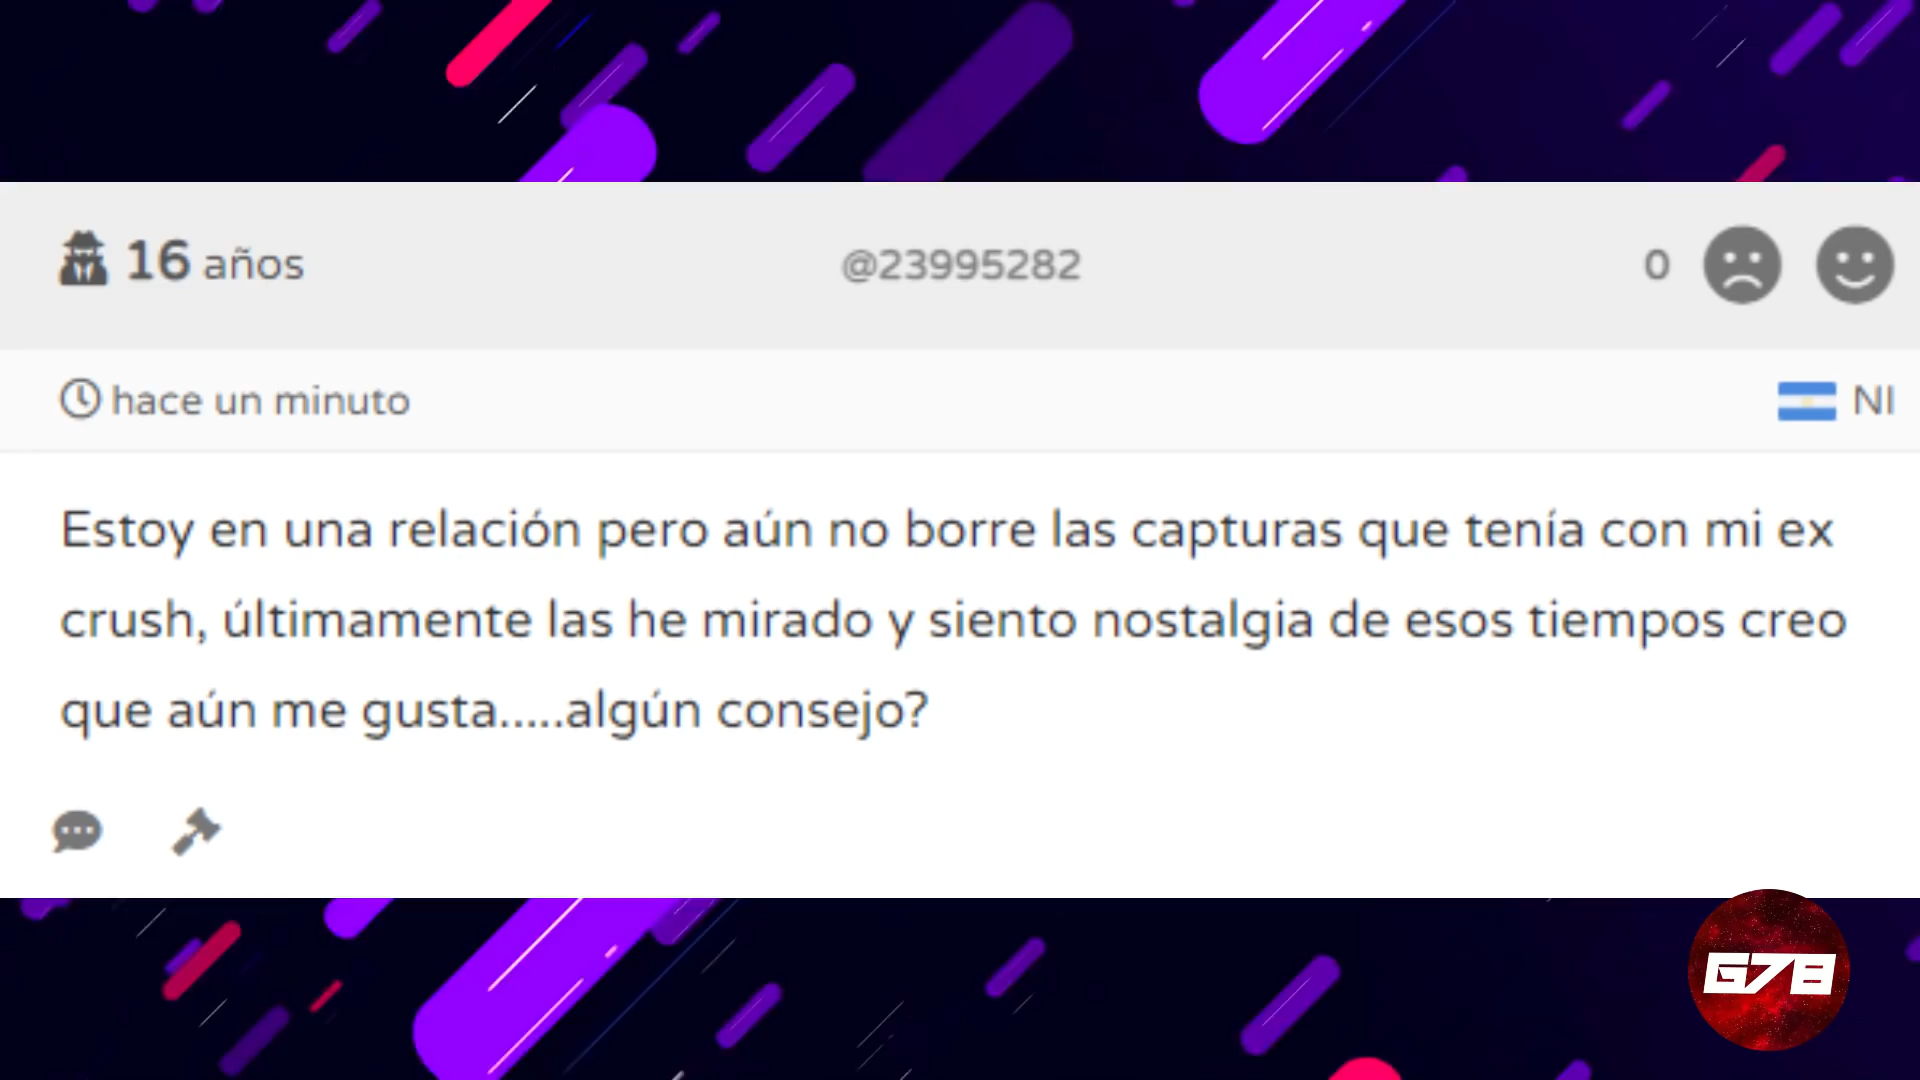 16 años
@23995282
0
hace un minuto
NI
Estoy en una relación pero aún no borre las capturas que tenía con mi ex
crush, últimamente las he mirado y siento nostalgia de esos tiempos creo
que aún me gusta.....algún consejo?
G78